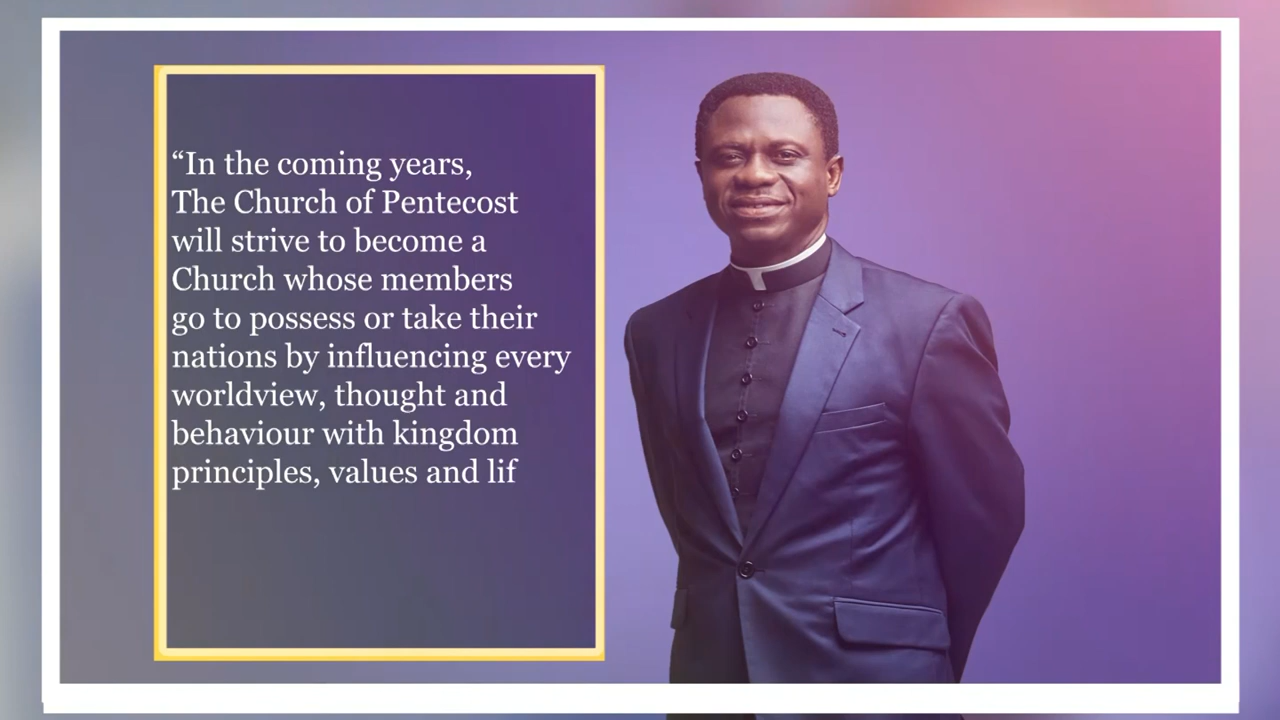 “In the coming years,
The Church of Pentecost
will strive to become a
Church whose members
go to possess or take their
nations by influencing every
worldview, thought and
behaviour with kingdom
principles, values and lif